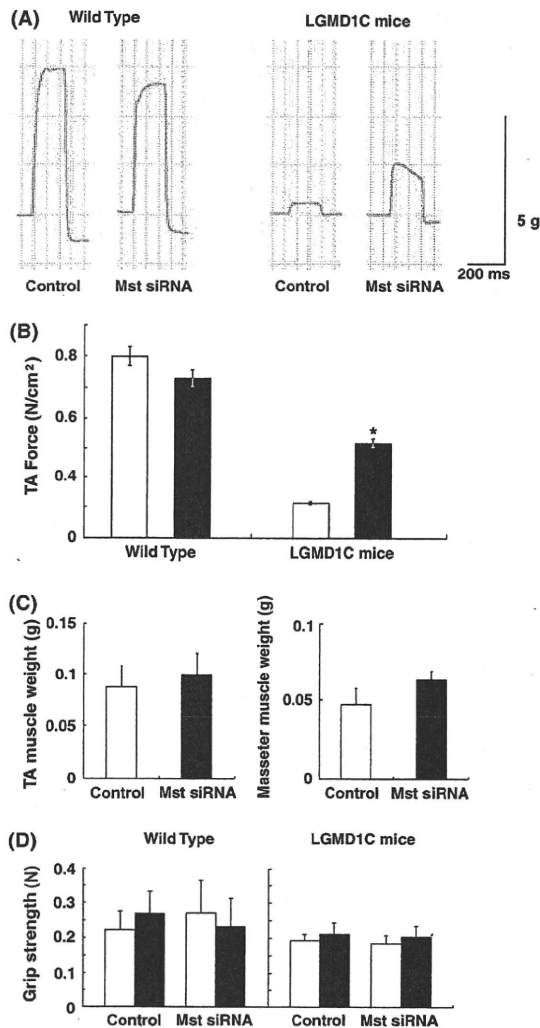 (A)
Wild Type
LGMD1C mice
Control
Mst siRNA
Control
Mst siRNA
5 g
200 ms
(B)
TA Force (N/cm²)
0.8
0.4
0
Wild Type
LGMD1C mice
*
(C)
TA muscle weight (g)
0.15
0.1
0.05
0
Control
Mst siRNA
Masseter muscle weight (g)
0.1
0.05
0
Control
Mst siRNA
(D)
Wild Type
LGMD1C mice
Grip strength (N)
0.4
0.3
0.2
0.1
0
Control
Mst siRNA
Control
Mst siRNA